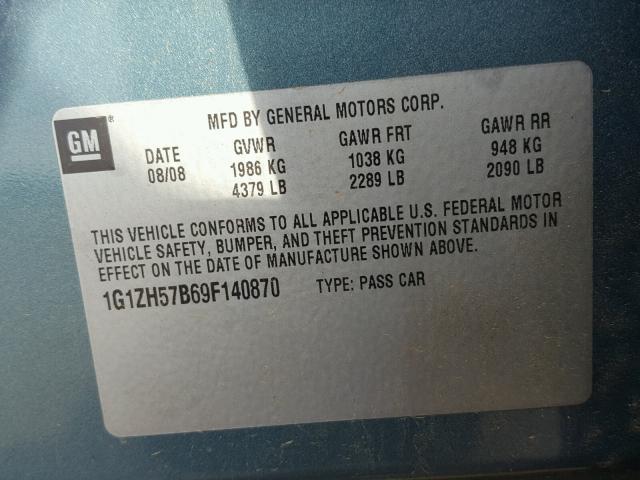 GM ®
MFD BY GENERAL MOTORS CORP.
DATE GVWR GAWR FRT GAWR RR
08/08 1986 KG 1038 KG 948 KG
4379 LB 2289 LB 2090 LB
THIS VEHICLE CONFORMS TO ALL APPLICABLE U.S. FEDERAL MOTOR
VEHICLE SAFETY, BUMPER, AND THEFT PREVENTION STANDARDS IN
EFFECT ON THE DATE OF MANUFACTURE SHOWN ABOVE.
1G1ZH57B69F140870 TYPE: PASS CAR